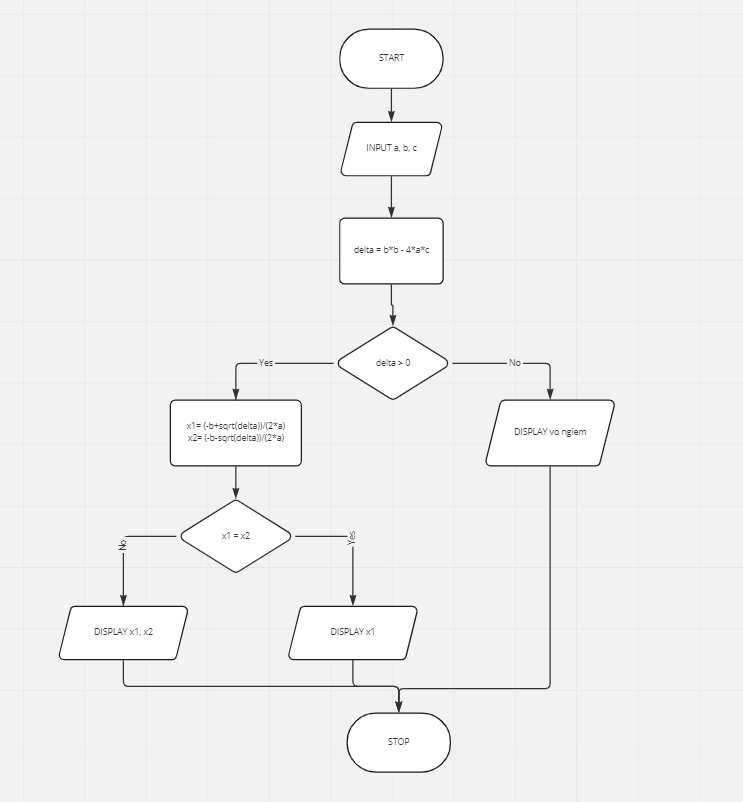 START
INPUT a, b, c
delta = b*b - 4*a*c
delta > 0
Yes
No
x1= (-b+sqrt(delta))/(2*a)
x2= (-b-sqrt(delta))/(2*a)
DISPLAY vo ngiem
x1 = x2
No
Yes
DISPLAY x1, x2
DISPLAY x1
STOP